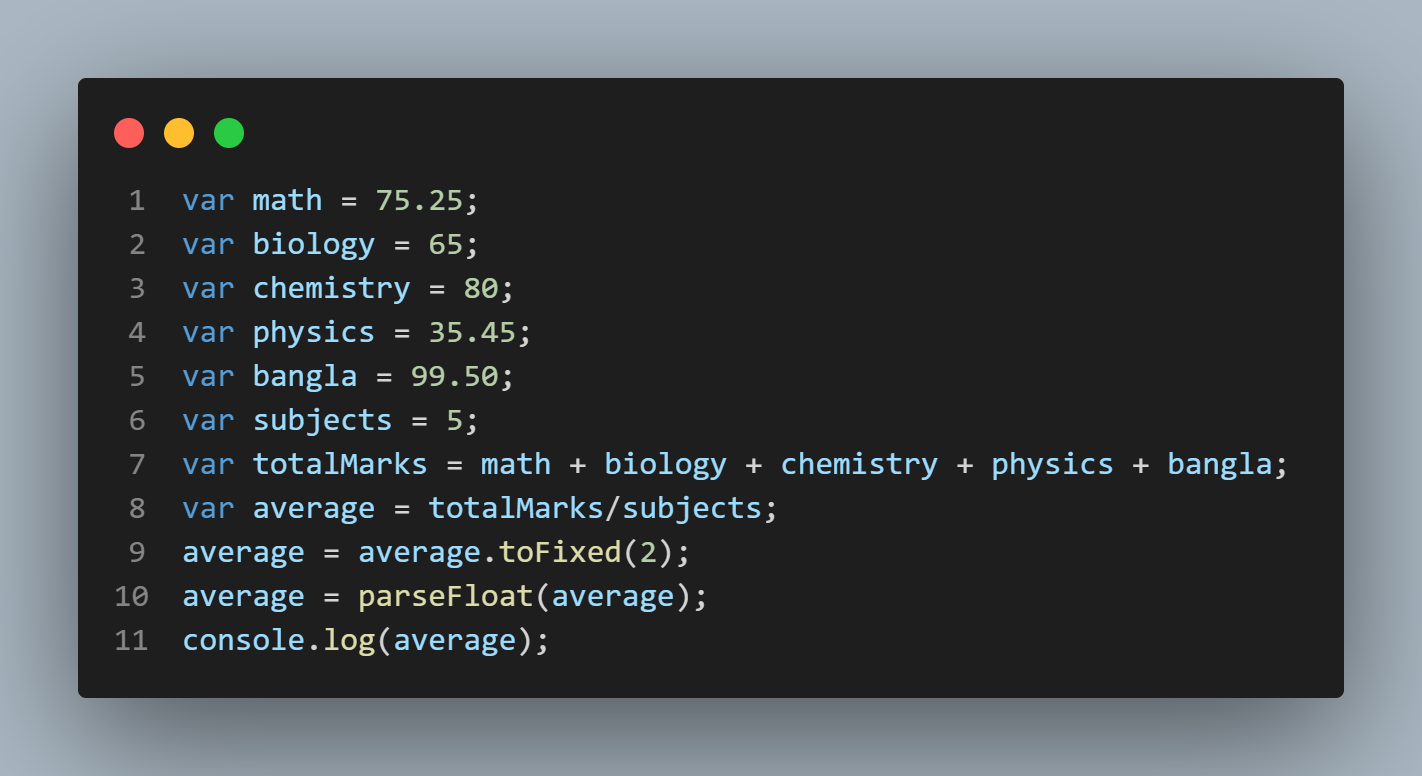 1 var math = 75.25;
2 var biology = 65;
3 var chemistry = 80;
4 var physics = 35.45;
5 var bangla = 99.50;
6 var subjects = 5;
7 var totalMarks = math + biology + chemistry + physics + bangla;
8 var average = totalMarks/subjects;
9 average = average.toFixed(2);
10 average = parseFloat(average);
11 console.log(average);